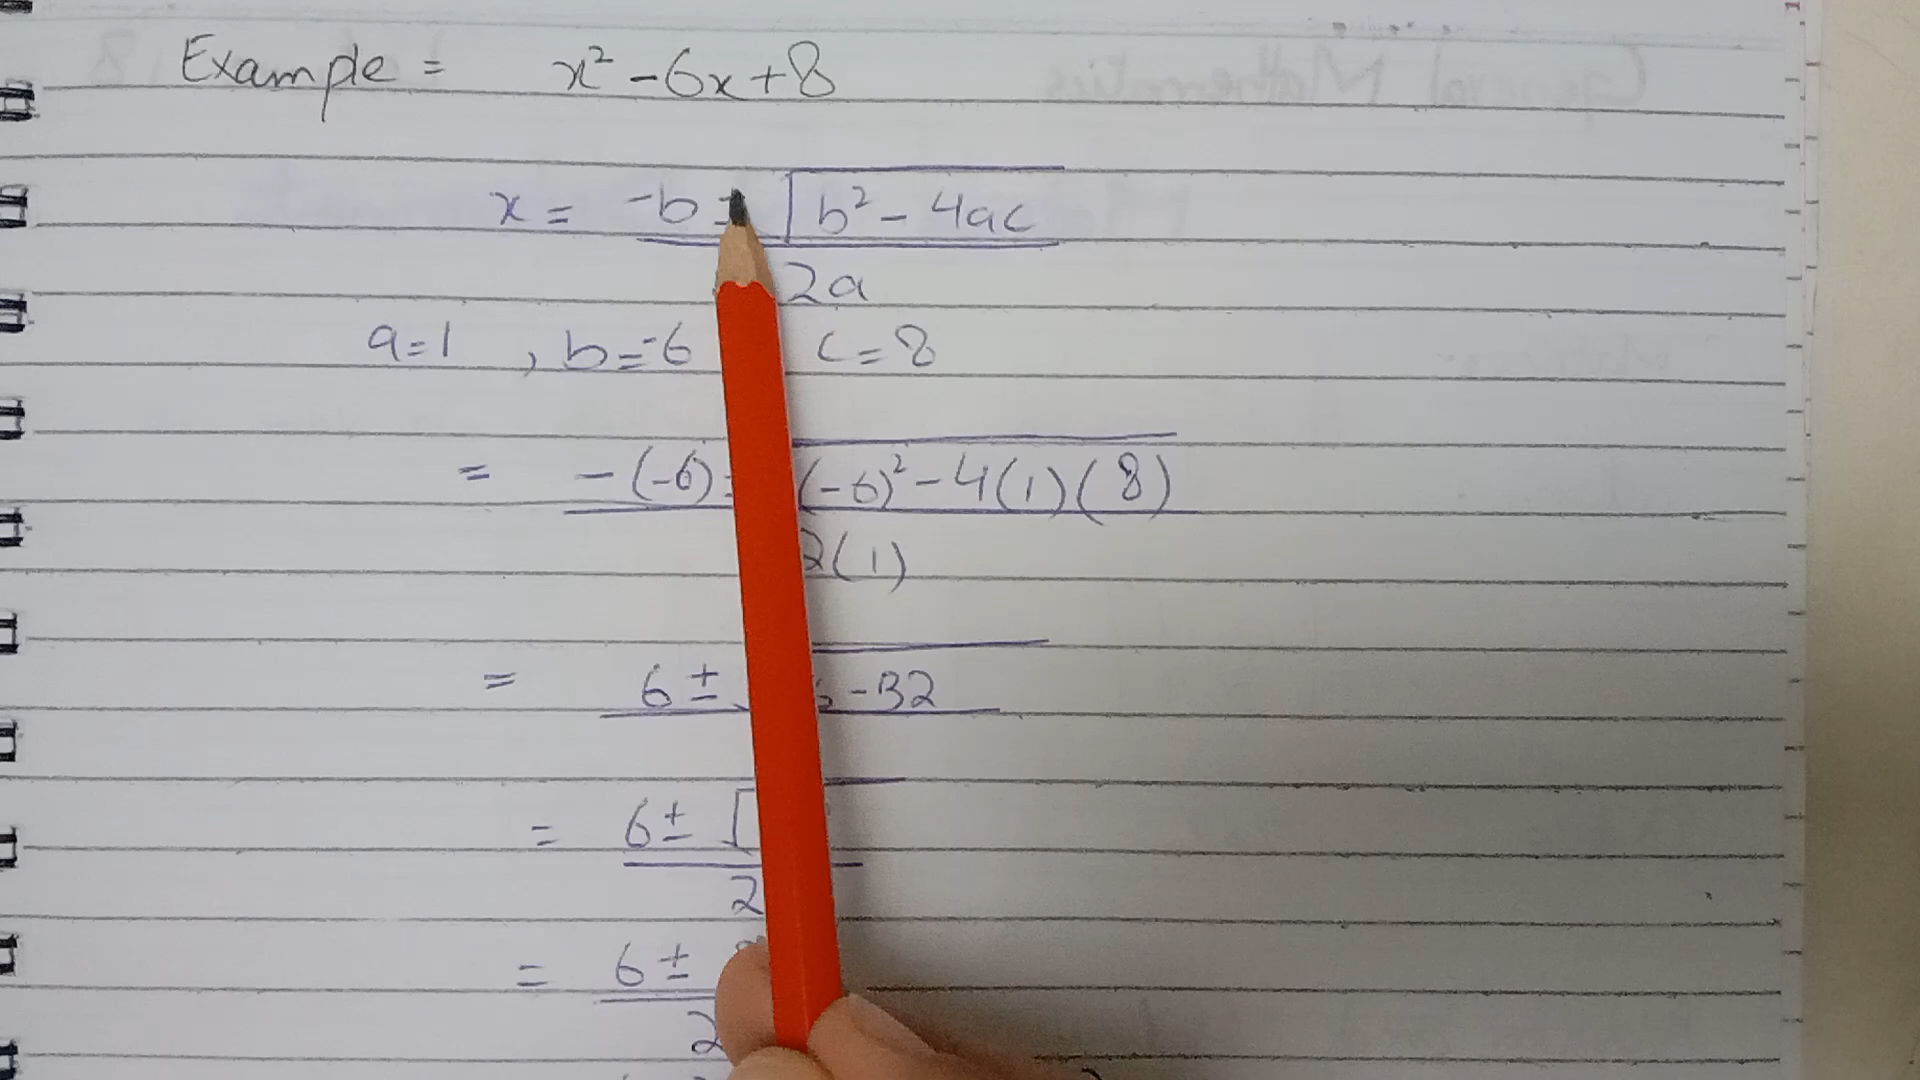 Example = x² - 6x + 8
x = -b ± √b² - 4ac
2a
a = 1 , b = -6 c = 8
= -(-6) (-6)² - 4(1)(8)
2(1)
= 6 ± - 32
= 6 ± √
2
= 6 ±
2